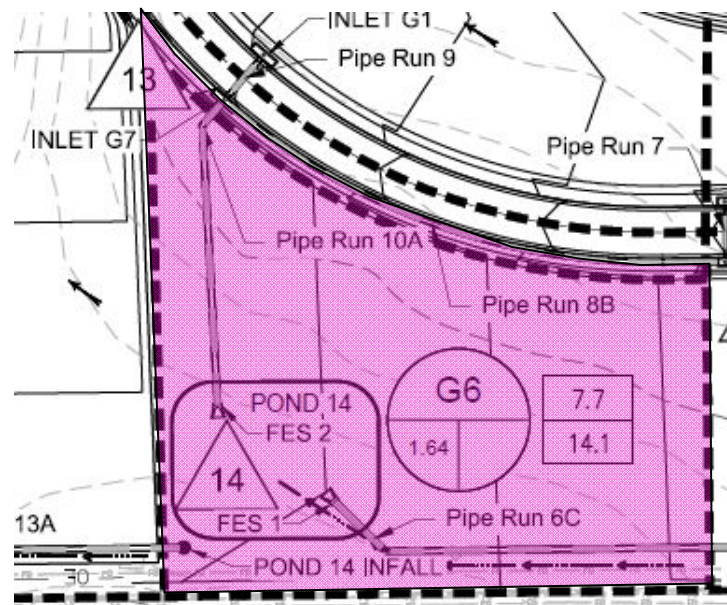 INLET G1
Pipe Run 9
13
INLET G7
Pipe Run 7
Pipe Run 10A
Pipe Run 8B
G6
1.64
7.7
14.1
POND 14
FES 2
14
FES 1
Pipe Run 6C
13A
POND 14 INFALL
30